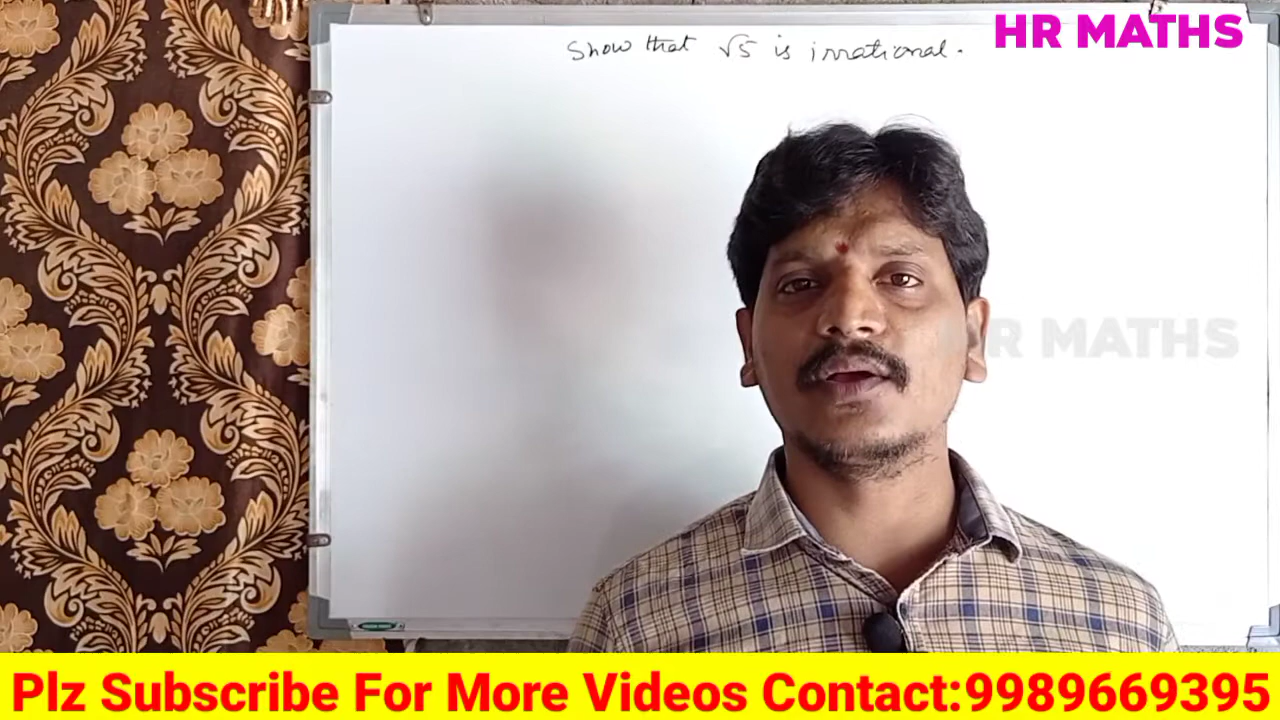 HR MATHS
Show that √5 is irrational.
HR MATHS
Plz Subscribe For More Videos Contact:9989669395